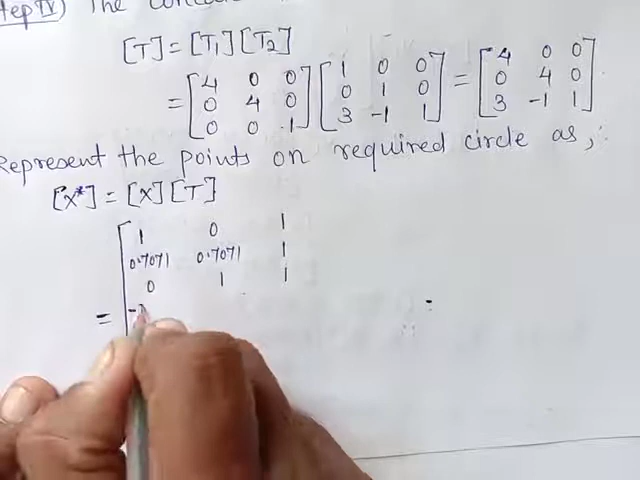 Step IV) The
[T] = [T₁][T₂]
= [4 0 0] [1 0 0] = [4 0 0]
[0 4 0] [0 1 0] [0 4 0]
[0 0 1] [3 -1 1] [3 -1 1]
Represent the points on required circle as,
[X*] = [X][T]
1 0 1
0.7071 0.7071 1
0 1 1
=